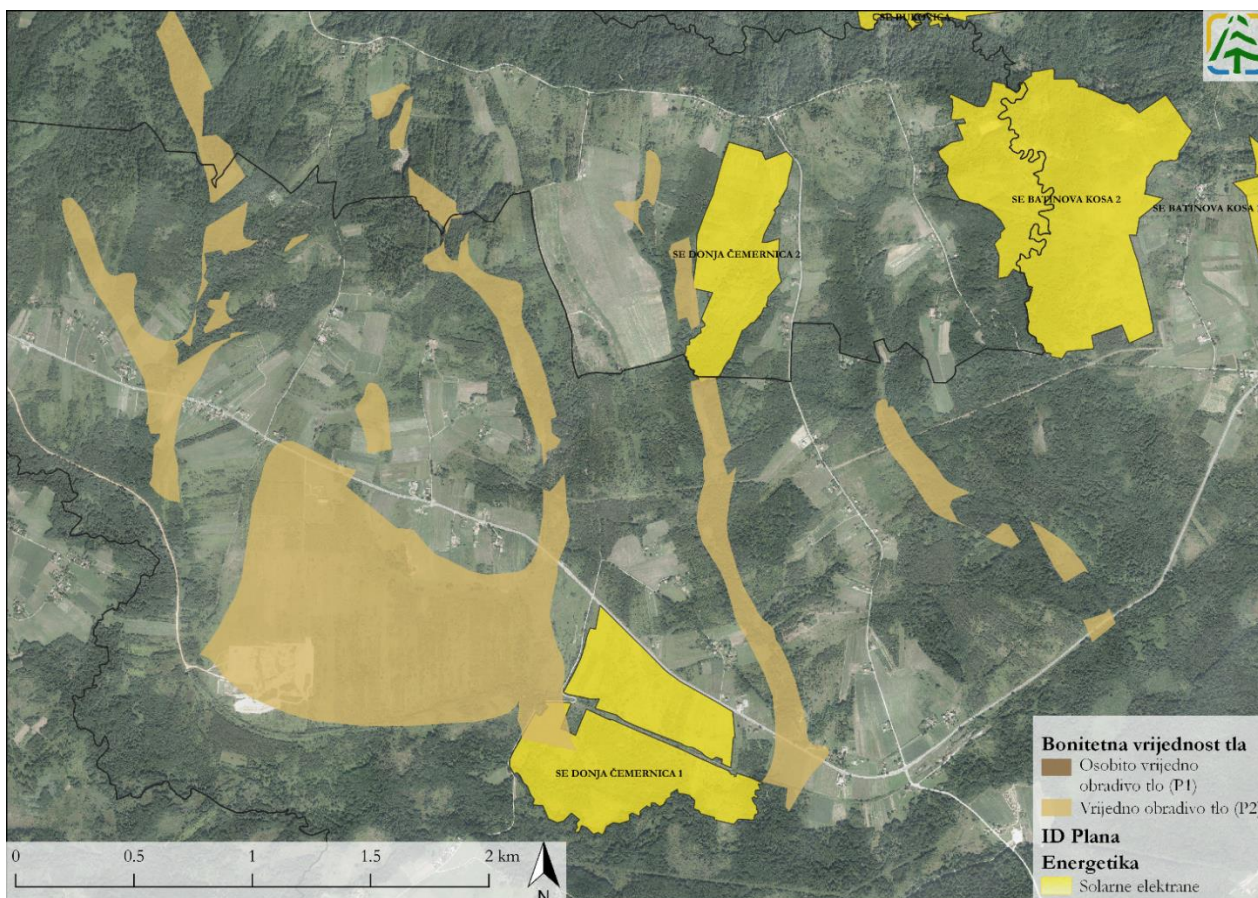 BUKOVICA
SE BATINOVA KOSA 2
SE BATINOVA KOSA
SE DONJA ČEMERNICA 2
SE DONJA ČEMERNICA 1
Bonitetna vrijednost tla
Osobito vrijedno
obradivo tlo (P1)
Vrijedno obradivo tlo (P2
ID Plana
Energetika
Solarne elektrane
0 0.5 1 1.5 2 km
N